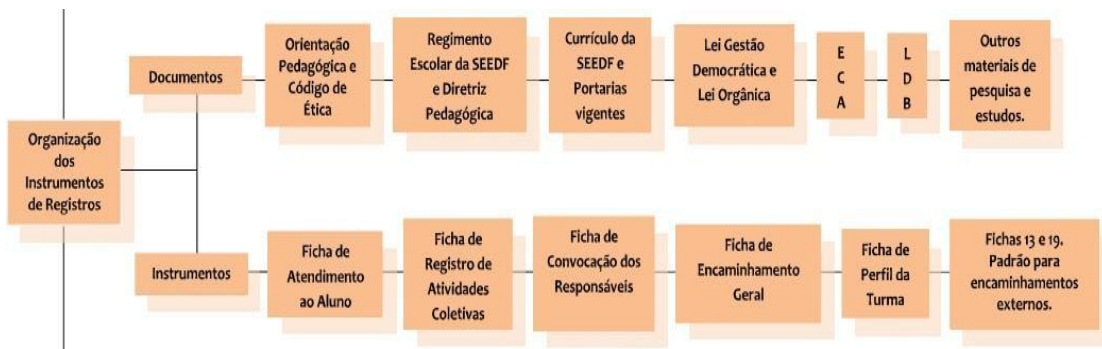 Organização
dos
Instrumentos
de Registros
Documentos
Orientação
Pedagógica e
Código de
Ética
Regimento
Escolar da SEEDF
e Diretriz
Pedagógica
Currículo da
SEEDF e
Portarias
vigentes
Lei Gestão
Democrática e
Lei Orgânica
E
C
A
L
D
B
Outros
materiais de
pesquisa e
estudos.
Instrumentos
Ficha de
Atendimento
ao Aluno
Ficha de
Registro de
Atividades
Coletivas
Ficha de
Convocação dos
Responsáveis
Ficha de
Encaminhamento
Geral
Ficha de
Perfil da
Turma
Fichas 13 e 19.
Padrão para
encaminhamentos
externos.